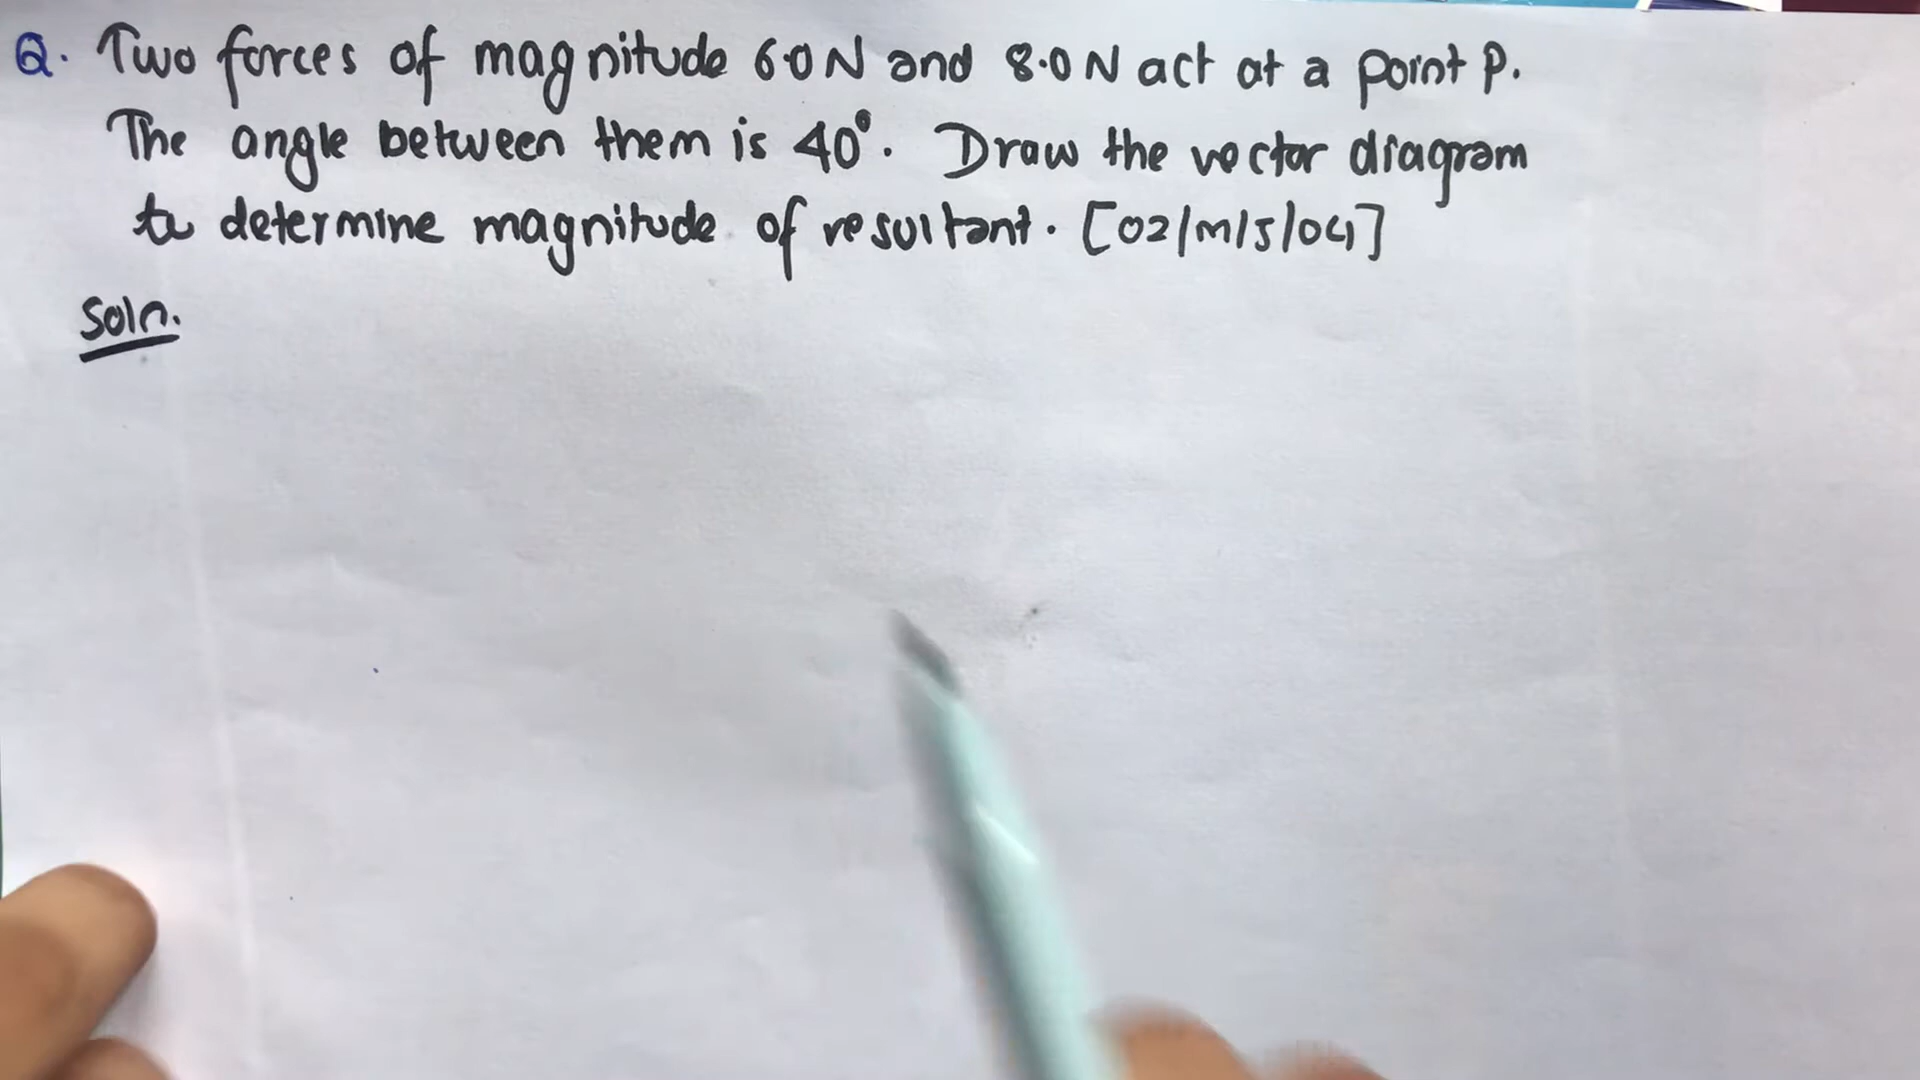 Q. Two forces of magnitude 6.0 N and 8.0 N act at a point P.
The angle between them is 40°. Draw the vector diagram
to determine magnitude of resultant. [02/M/J/04]
Soln.